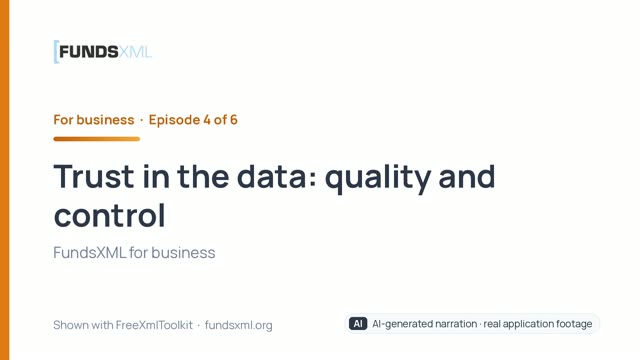 FUNDSXML
For business · Episode 4 of 6
Trust in the data: quality and
control
FundsXML for business
Shown with FreeXmlToolkit · fundsxml.org
AI AI-generated narration · real application footage